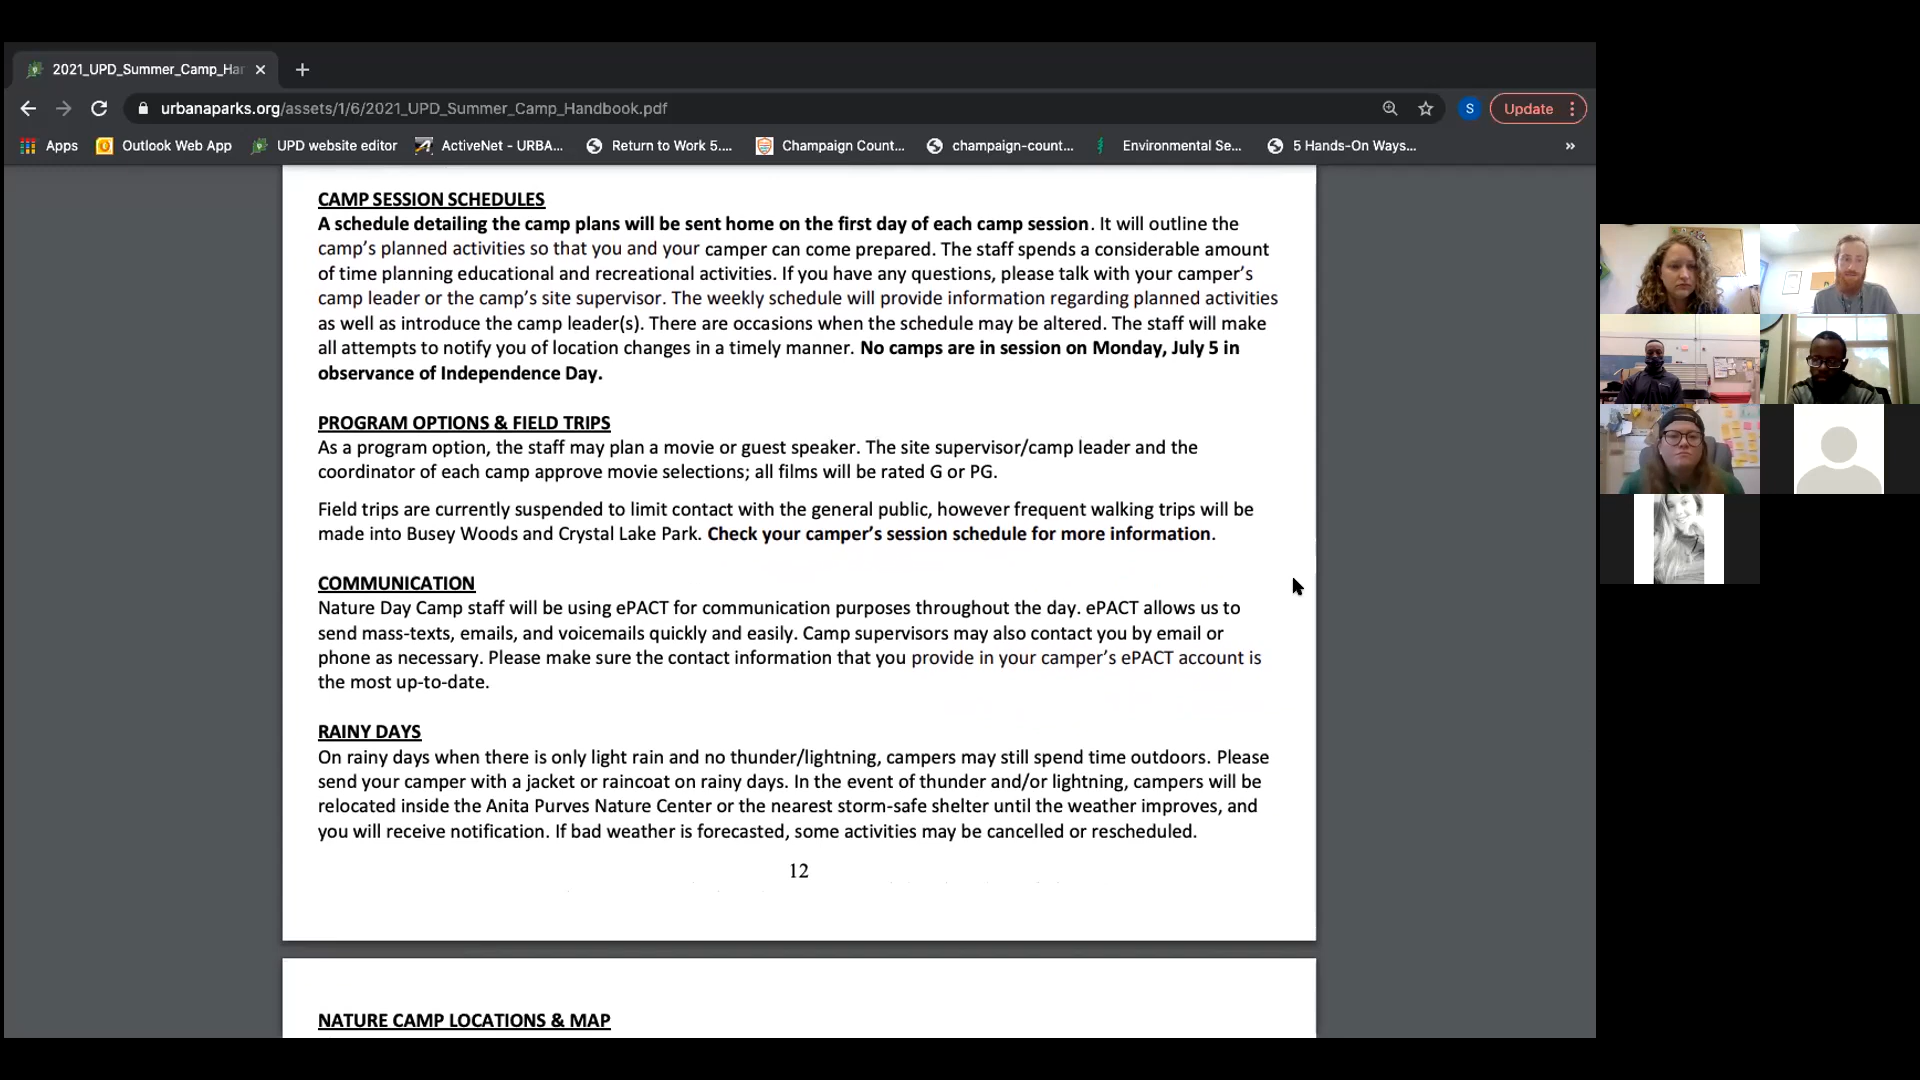 2021_UPD_Summer_Camp_Har
urbanaparks.org/assets/1/6/2021_UPD_Summer_Camp_Handbook.pdf
S
Update
Apps
Outlook Web App
UPD website editor
ActiveNet - URBA...
Return to Work 5....
Champaign Count...
champaign-count...
Environmental Se...
5 Hands-On Ways...
»
CAMP SESSION SCHEDULES
A schedule detailing the camp plans will be sent home on the first day of each camp session. It will outline the
camp's planned activities so that you and your camper can come prepared. The staff spends a considerable amount
of time planning educational and recreational activities. If you have any questions, please talk with your camper's
camp leader or the camp's site supervisor. The weekly schedule will provide information regarding planned activities
as well as introduce the camp leader(s). There are occasions when the schedule may be altered. The staff will make
all attempts to notify you of location changes in a timely manner. No camps are in session on Monday, July 5 in
observance of Independence Day.
PROGRAM OPTIONS & FIELD TRIPS
As a program option, the staff may plan a movie or guest speaker. The site supervisor/camp leader and the
coordinator of each camp approve movie selections; all films will be rated G or PG.
Field trips are currently suspended to limit contact with the general public, however frequent walking trips will be
made into Busey Woods and Crystal Lake Park. Check your camper's session schedule for more information.
COMMUNICATION
Nature Day Camp staff will be using ePACT for communication purposes throughout the day. ePACT allows us to
send mass-texts, emails, and voicemails quickly and easily. Camp supervisors may also contact you by email or
phone as necessary. Please make sure the contact information that you provide in your camper's ePACT account is
the most up-to-date.
RAINY DAYS
On rainy days when there is only light rain and no thunder/lightning, campers may still spend time outdoors. Please
send your camper with a jacket or raincoat on rainy days. In the event of thunder and/or lightning, campers will be
relocated inside the Anita Purves Nature Center or the nearest storm-safe shelter until the weather improves, and
you will receive notification. If bad weather is forecasted, some activities may be cancelled or rescheduled.
12
NATURE CAMP LOCATIONS & MAP